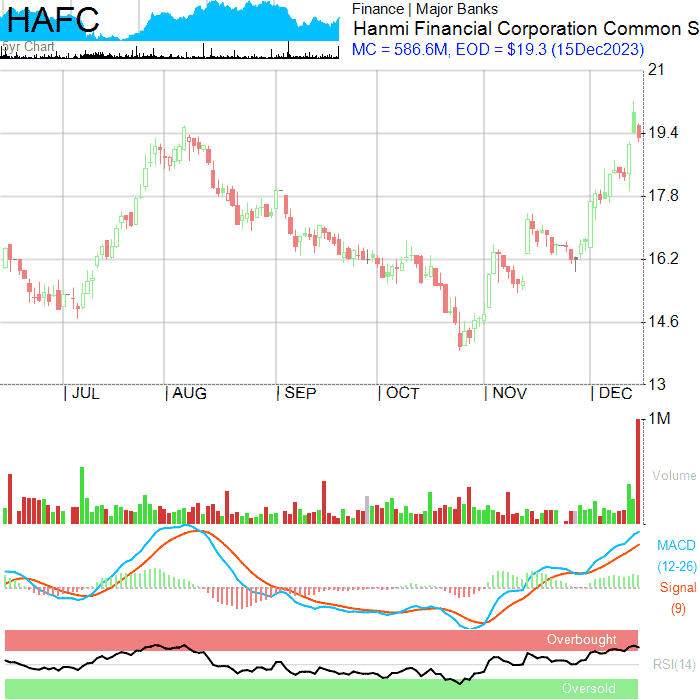 HAFC
5yr Chart
Finance | Major Banks
Hanmi Financial Corporation Common S
MC = 586.6M, EOD = $19.3 (15Dec2023)
21
19.4
17.8
16.2
14.6
13
| JUL | AUG | SEP | OCT | NOV | DEC
1M
Volume
MACD
(12-26)
Signal
(9)
Overbought
RSI(14)
Oversold